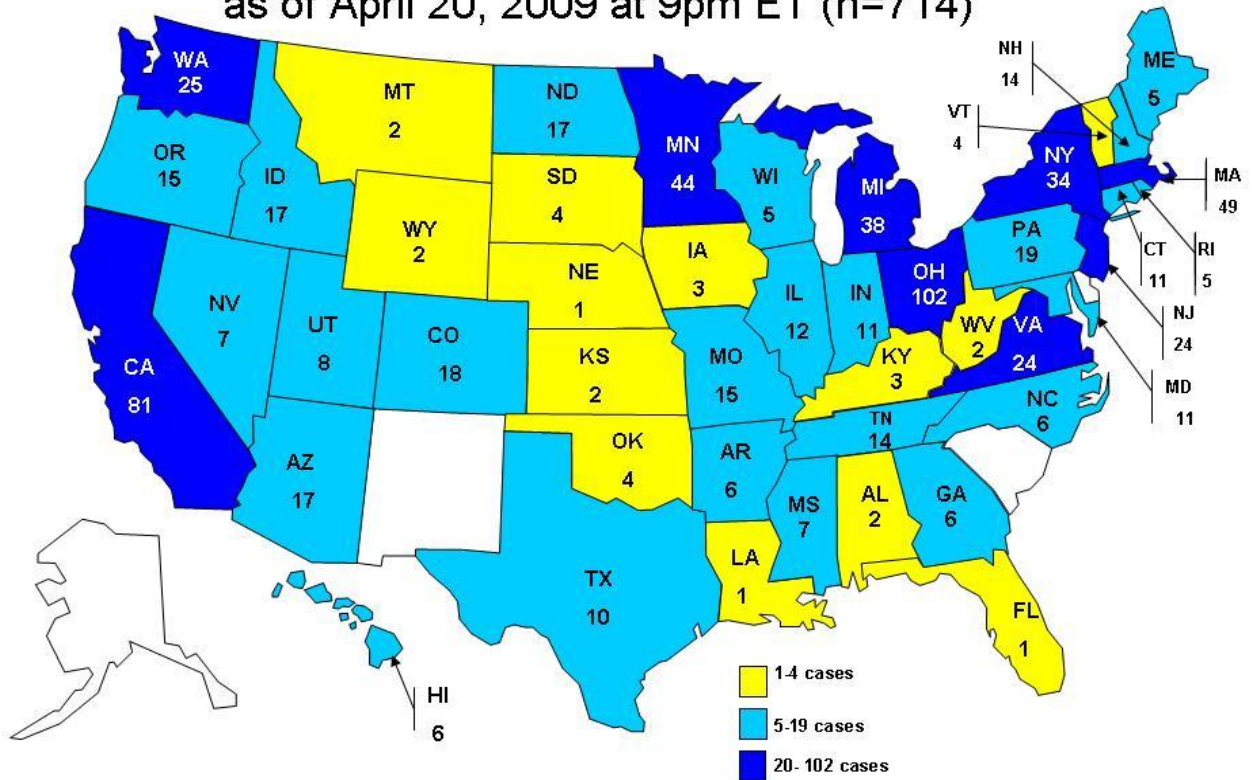 as of April 20, 2009 at 9pm ET (n=714)
WA
25
MT
2
ND
17
MN
44
NH
14
ME
5
VT
4
OR
15
ID
17
SD
4
WI
5
MI
38
NY
34
MA
49
WY
2
IA
3
PA
19
CT
11
RI
5
NE
1
IL
12
IN
11
OH
102
NJ
24
NV
7
UT
8
CO
18
WV
2
VA
24
CA
81
KS
2
MO
15
KY
3
MD
11
NC
6
TN
14
AZ
17
OK
4
AR
6
MS
7
AL
2
GA
6
LA
1
TX
10
FL
1
HI
6
1-4 cases
5-19 cases
20- 102 cases